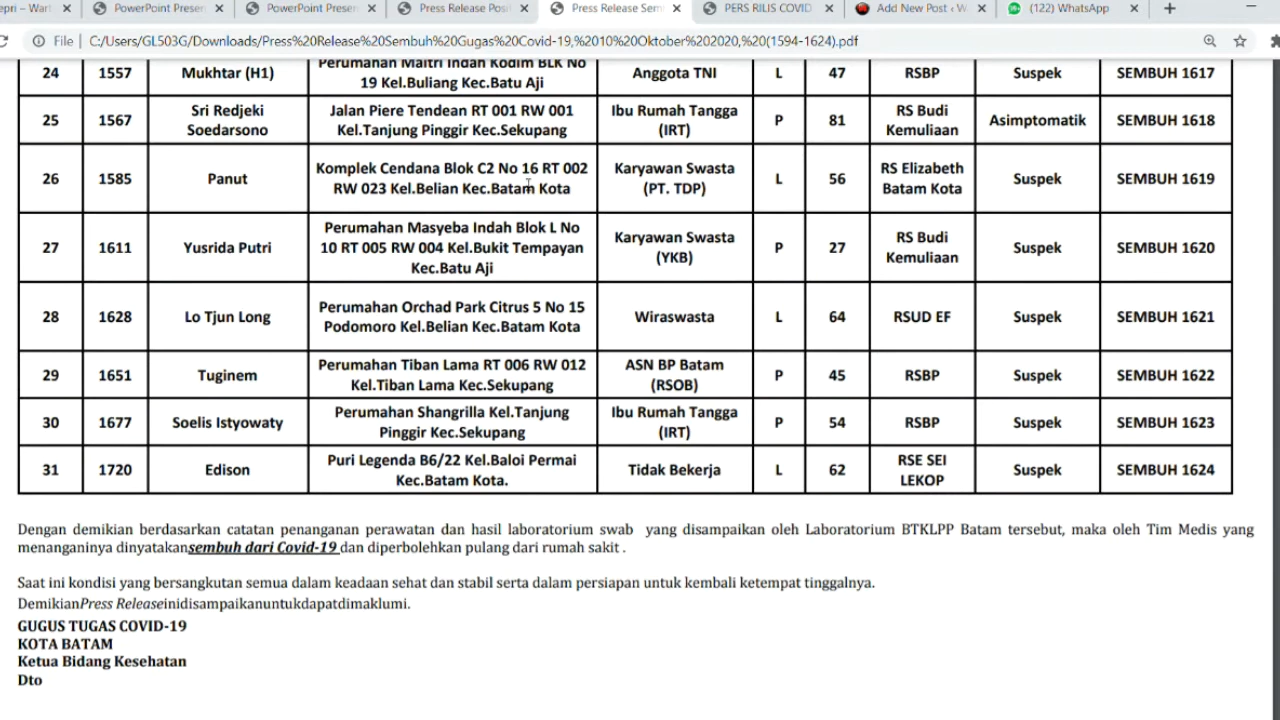 epri – Wart
PowerPoint Presen
PowerPoint Presen
Press Release Posi
Press Release Sem
PERS RILIS COVID
Add New Post ‹ W
(122) WhatsApp
File | C:/Users/GL503G/Downloads/Press%20Release%20Sembuh%20Gugas%20Covid-19,%2010%20Oktober%202020,%20(1594-1624).pdf
24 1557 Mukhtar (H1) Perumahan Maitri Indah Kodim BLK No 19 Kel.Buliang Kec.Batu Aji Anggota TNI L 47 RSBP Suspek SEMBUH 1617
25 1567 Sri Redjeki Soedarsono Jalan Piere Tendean RT 001 RW 001 Kel.Tanjung Pinggir Kec.Sekupang Ibu Rumah Tangga (IRT) P 81 RS Budi Kemuliaan Asimptomatik SEMBUH 1618
26 1585 Panut Komplek Cendana Blok C2 No 16 RT 002 RW 023 Kel.Belian Kec.Batam Kota Karyawan Swasta (PT. TDP) L 56 RS Elizabeth Batam Kota Suspek SEMBUH 1619
27 1611 Yusrida Putri Perumahan Masyeba Indah Blok L No 10 RT 005 RW 004 Kel.Bukit Tempayan Kec.Batu Aji Karyawan Swasta (YKB) P 27 RS Budi Kemuliaan Suspek SEMBUH 1620
28 1628 Lo Tjun Long Perumahan Orchad Park Citrus 5 No 15 Podomoro Kel.Belian Kec.Batam Kota Wiraswasta L 64 RSUD EF Suspek SEMBUH 1621
29 1651 Tuginem Perumahan Tiban Lama RT 006 RW 012 Kel.Tiban Lama Kec.Sekupang ASN BP Batam (RSOB) P 45 RSBP Suspek SEMBUH 1622
30 1677 Soelis Istyowaty Perumahan Shangrilla Kel.Tanjung Pinggir Kec.Sekupang Ibu Rumah Tangga (IRT) P 54 RSBP Suspek SEMBUH 1623
31 1720 Edison Puri Legenda B6/22 Kel.Baloi Permai Kec.Batam Kota. Tidak Bekerja L 62 RSE SEI LEKOP Suspek SEMBUH 1624
Dengan demikian berdasarkan catatan penanganan perawatan dan hasil laboratorium swab yang disampaikan oleh Laboratorium BTKLPP Batam tersebut, maka oleh Tim Medis yang
menanganinya dinyatakansembuh dari Covid-19 dan diperbolehkan pulang dari rumah sakit .
Saat ini kondisi yang bersangkutan semua dalam keadaan sehat dan stabil serta dalam persiapan untuk kembali ketempat tinggalnya.
DemikianPress Releaseinidisampaikanuntukdapatdimaklumi.
GUGUS TUGAS COVID-19
KOTA BATAM
Ketua Bidang Kesehatan
Dto